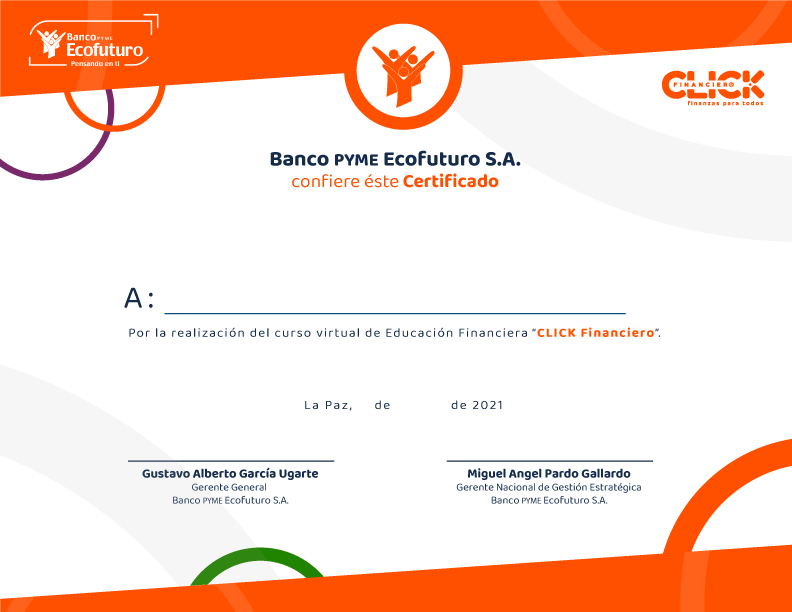 Banco PYME
Ecofuturo
Pensando en ti
CLICK
FINANCIERO
finanzas para todos
Banco PYME Ecofuturo S.A.
confiere éste Certificado
A:
Por la realización del curso virtual de Educación Financiera “CLICK Financiero”.
La Paz, de de 2021
Gustavo Alberto García Ugarte
Gerente General
Banco PYME Ecofuturo S.A.
Miguel Angel Pardo Gallardo
Gerente Nacional de Gestión Estratégica
Banco PYME Ecofuturo S.A.